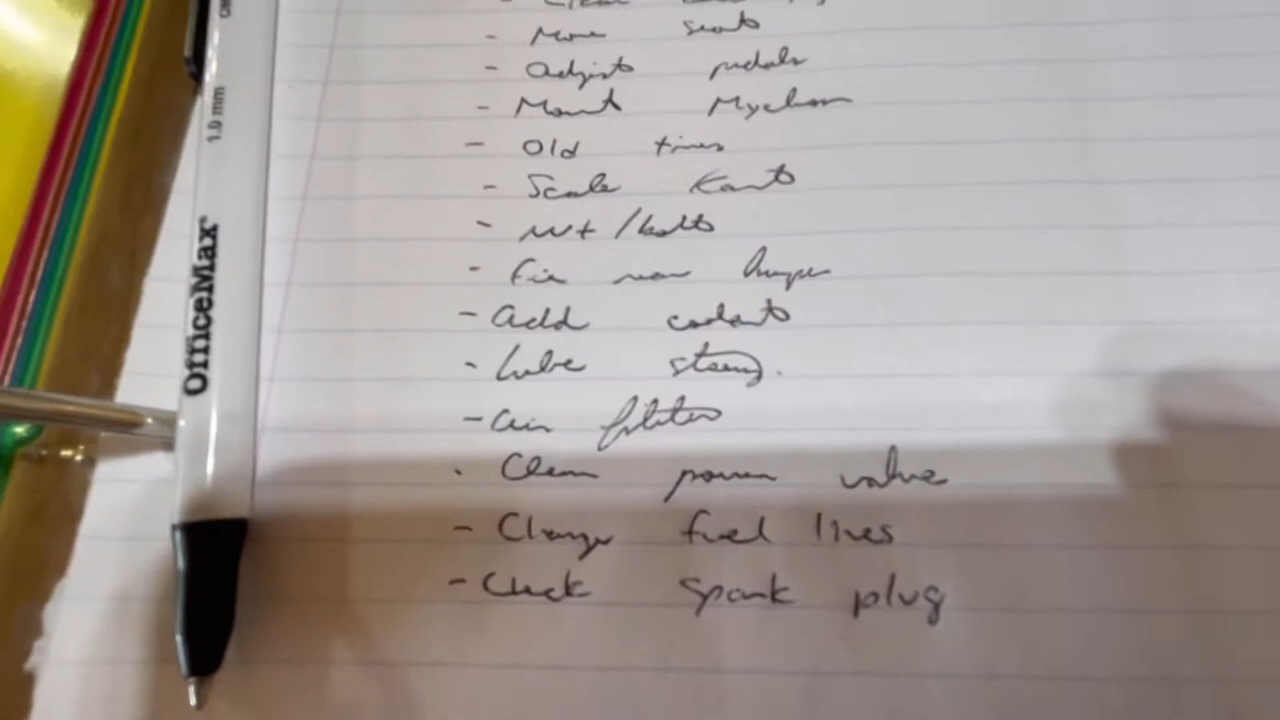 - Move seats
- Adjust pedals
- Mount Mychron
- Old tires
- Scale Kart
- Nut / bolts
- Fix rear bumper
- Add coolant
- Lube steering.
- Air filter
- Clean power valve
- Change fuel lines
- Check spark plug
OfficeMax®
1.0 mm